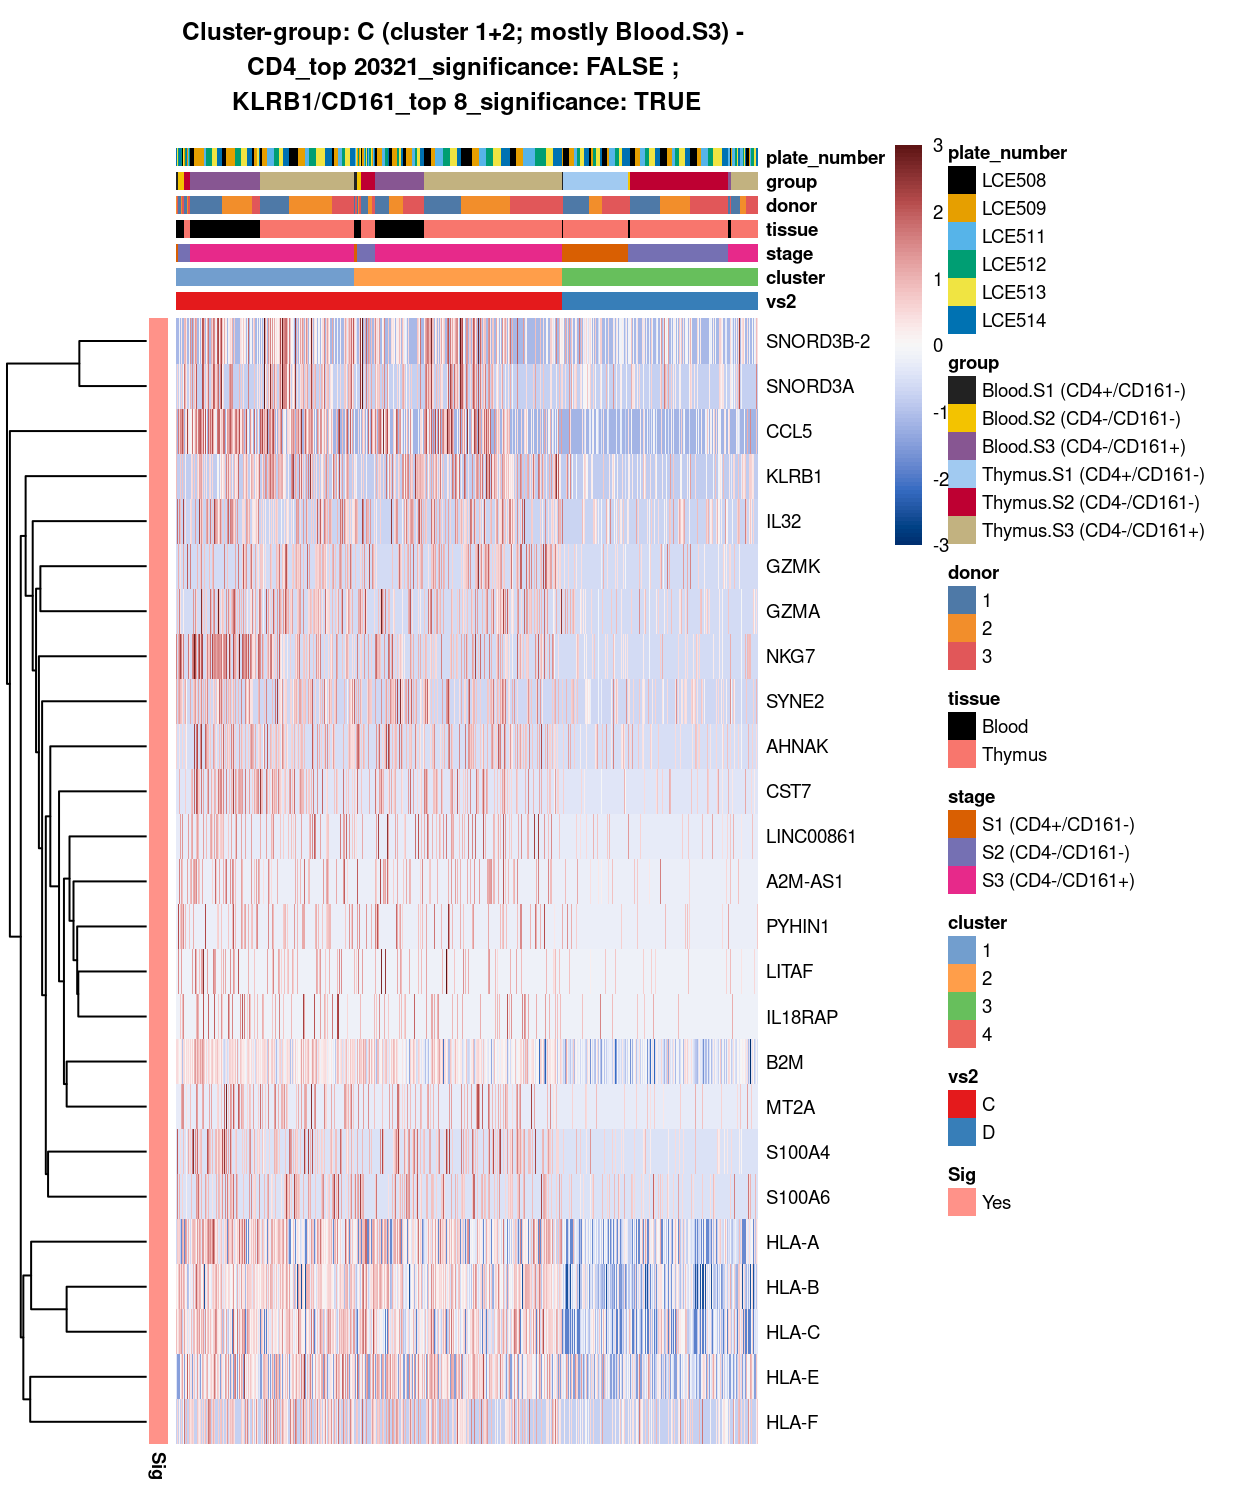 Cluster-group: C (cluster 1+2; mostly Blood.S3) -
CD4_top 20321_significance: FALSE ;
KLRB1/CD161_top 8_significance: TRUE
plate_number
group
donor
tissue
stage
cluster
vs2
SNORD3B-2
SNORD3A
CCL5
KLRB1
IL32
GZMK
GZMA
NKG7
SYNE2
AHNAK
CST7
LINC00861
A2M-AS1
PYHIN1
LITAF
IL18RAP
B2M
MT2A
S100A4
S100A6
HLA-A
HLA-B
HLA-C
HLA-E
HLA-F
Sig
3
2
1
0
-1
-2
-3
plate_number
LCE508
LCE509
LCE511
LCE512
LCE513
LCE514
group
Blood.S1 (CD4+/CD161-)
Blood.S2 (CD4-/CD161-)
Blood.S3 (CD4-/CD161+)
Thymus.S1 (CD4+/CD161-)
Thymus.S2 (CD4-/CD161-)
Thymus.S3 (CD4-/CD161+)
donor
1
2
3
tissue
Blood
Thymus
stage
S1 (CD4+/CD161-)
S2 (CD4-/CD161-)
S3 (CD4-/CD161+)
cluster
1
2
3
4
vs2
C
D
Sig
Yes